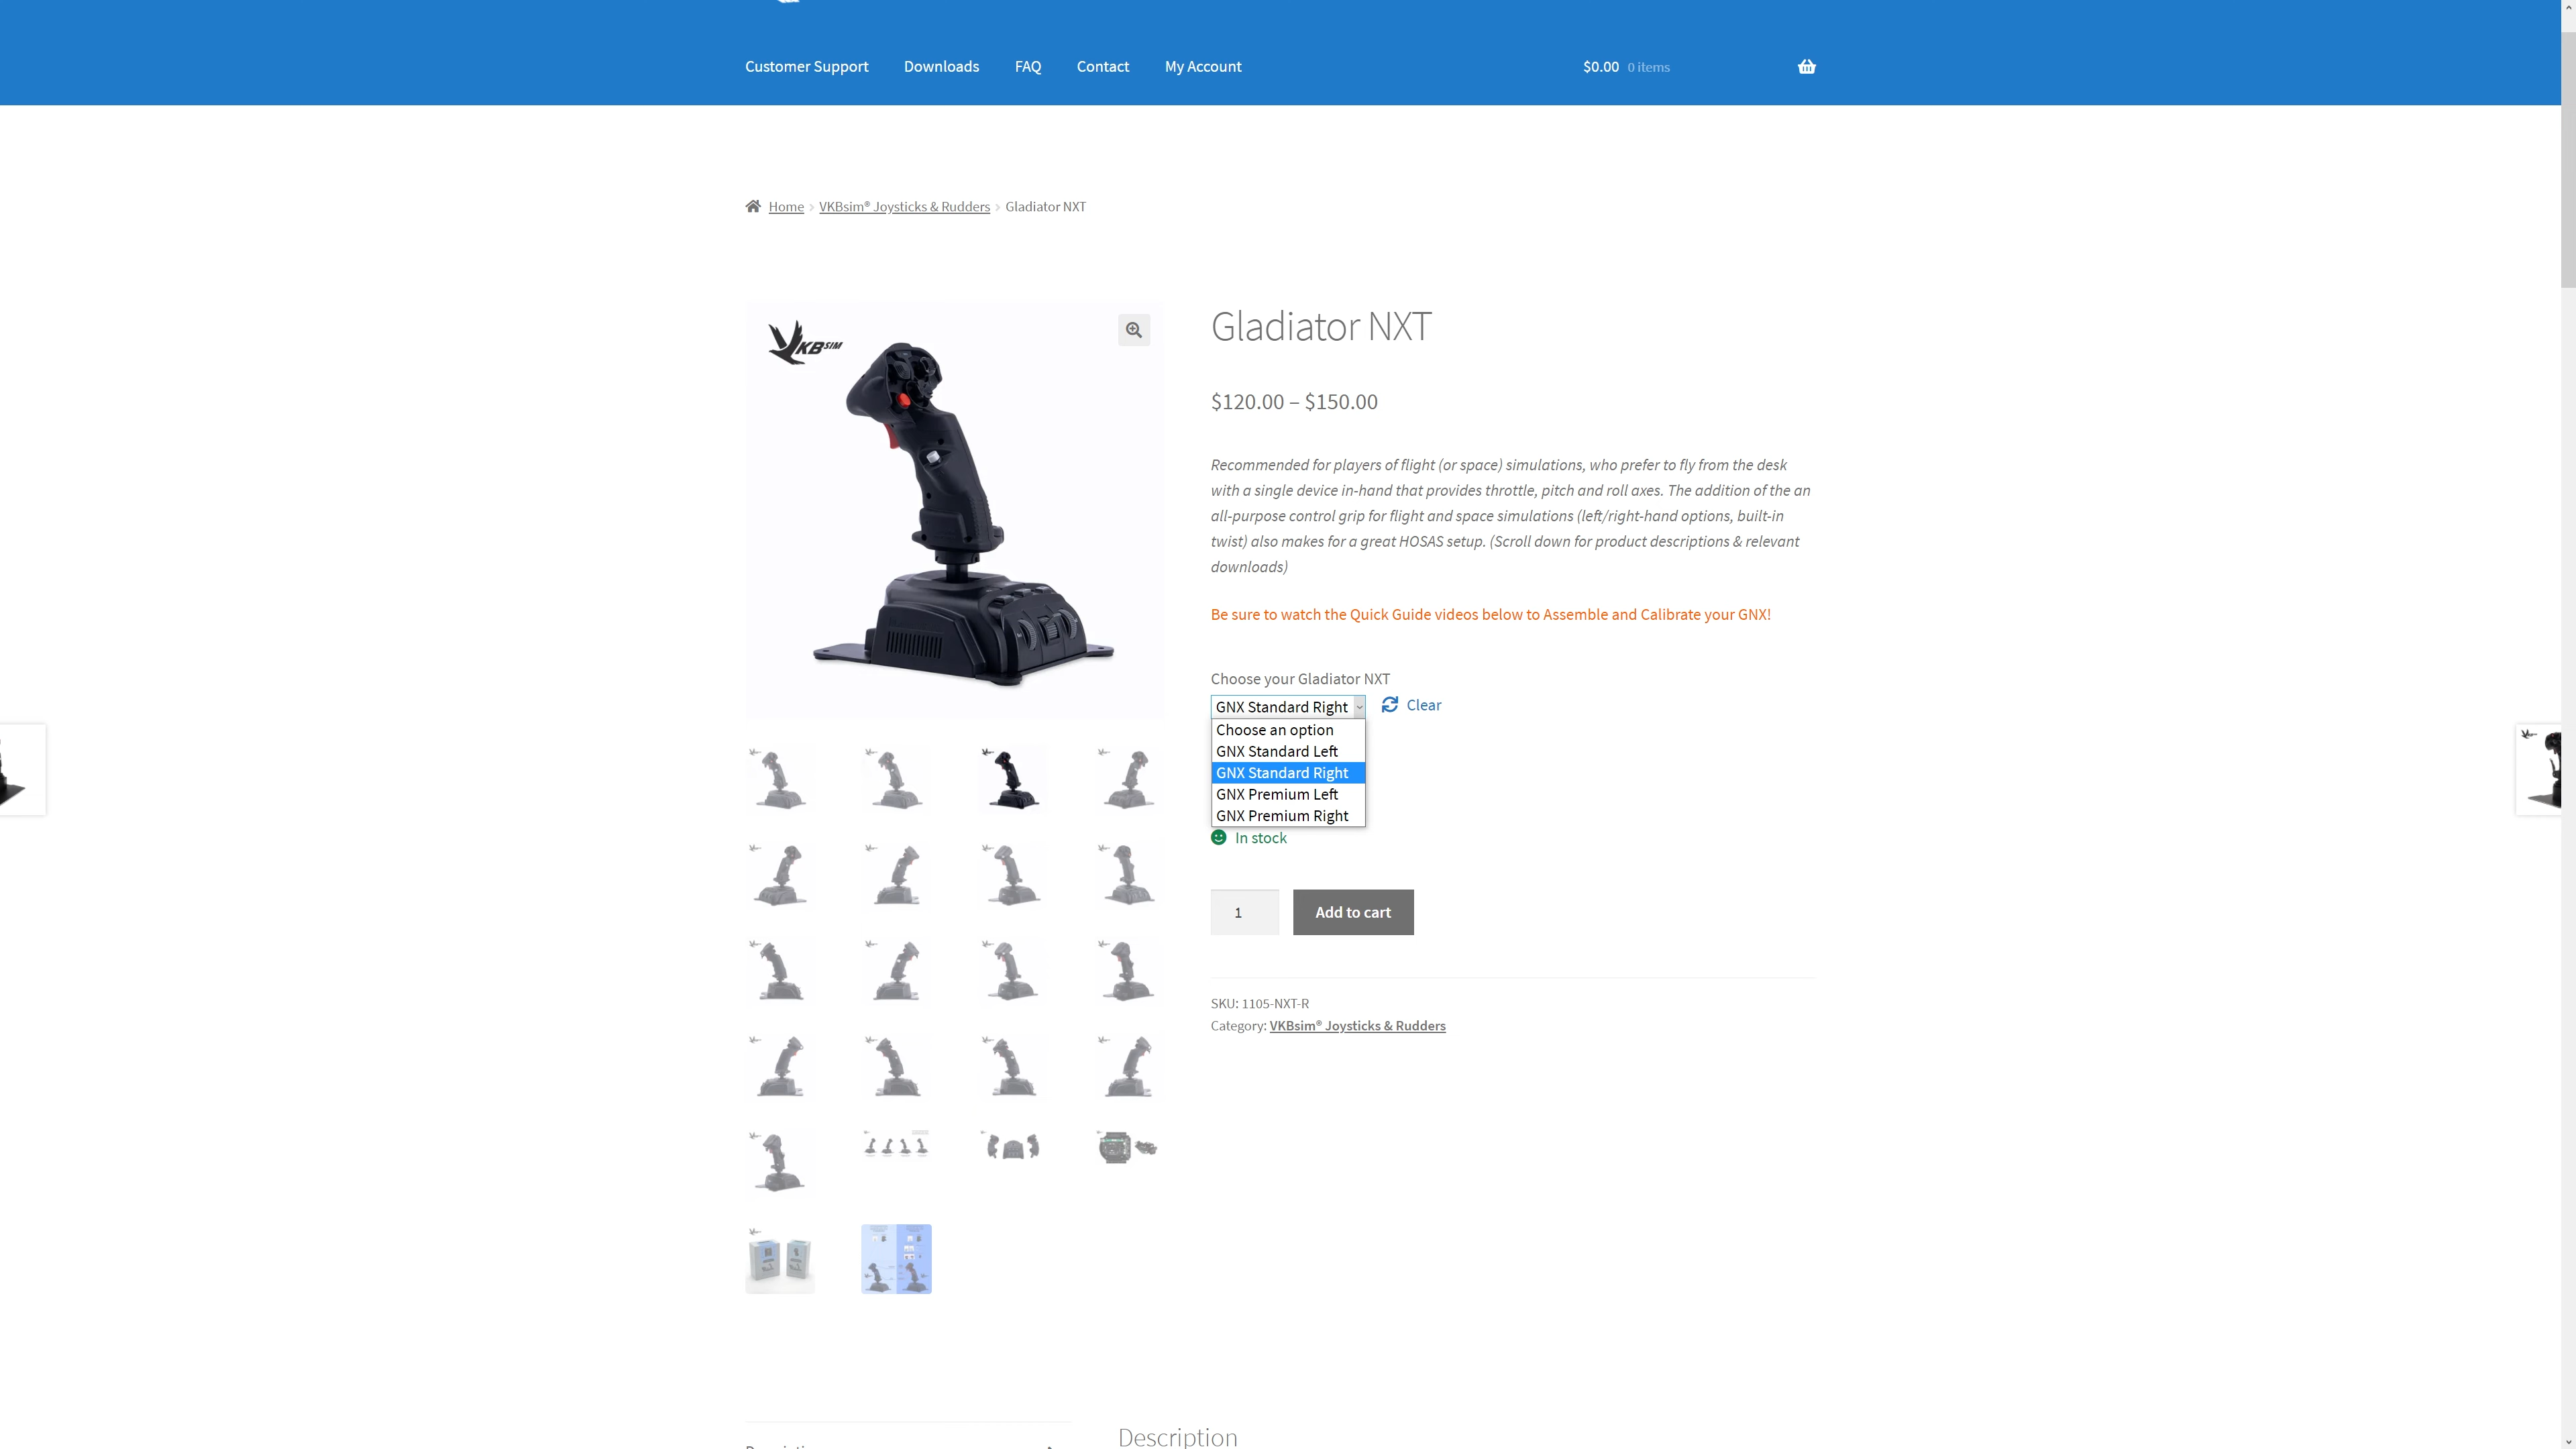 Customer Support Downloads FAQ Contact My Account $0.00 0 items
Home VKBsim® Joysticks & Rudders Gladiator NXT
VKBSIM
Gladiator NXT
$120.00 – $150.00
Recommended for players of flight (or space) simulations, who prefer to fly from the desk
with a single device in-hand that provides throttle, pitch and roll axes. The addition of the an
all-purpose control grip for flight and space simulations (left/right-hand options, built-in
twist) also makes for a great HOSAS setup. (Scroll down for product descriptions & relevant
downloads)
Be sure to watch the Quick Guide videos below to Assemble and Calibrate your GNX!
Choose your Gladiator NXT
GNX Standard Right Clear
Choose an option
GNX Standard Left
GNX Standard Right
GNX Premium Left
GNX Premium Right
In stock
1 Add to cart
SKU: 1105-NXT-R
Category: VKBsim® Joysticks & Rudders
Description